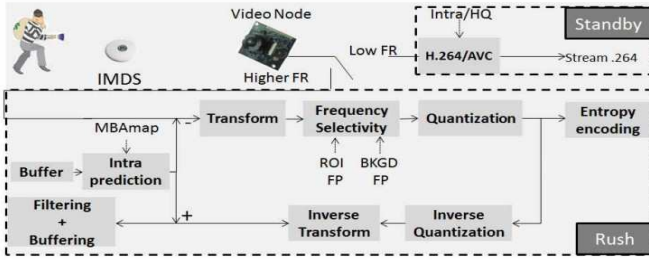 Video Node
Intra/HQ
Standby
Low FR
H.264/AVC
Stream .264
IMDS
Higher FR
MBAmap
-
Transform
Frequency
Selectivity
Quantization
Entropy
encoding
Buffer
Intra
prediction
ROI
FP
BKGD
FP
Filtering
+
Buffering
+
Inverse
Transform
Inverse
Quantization
Rush